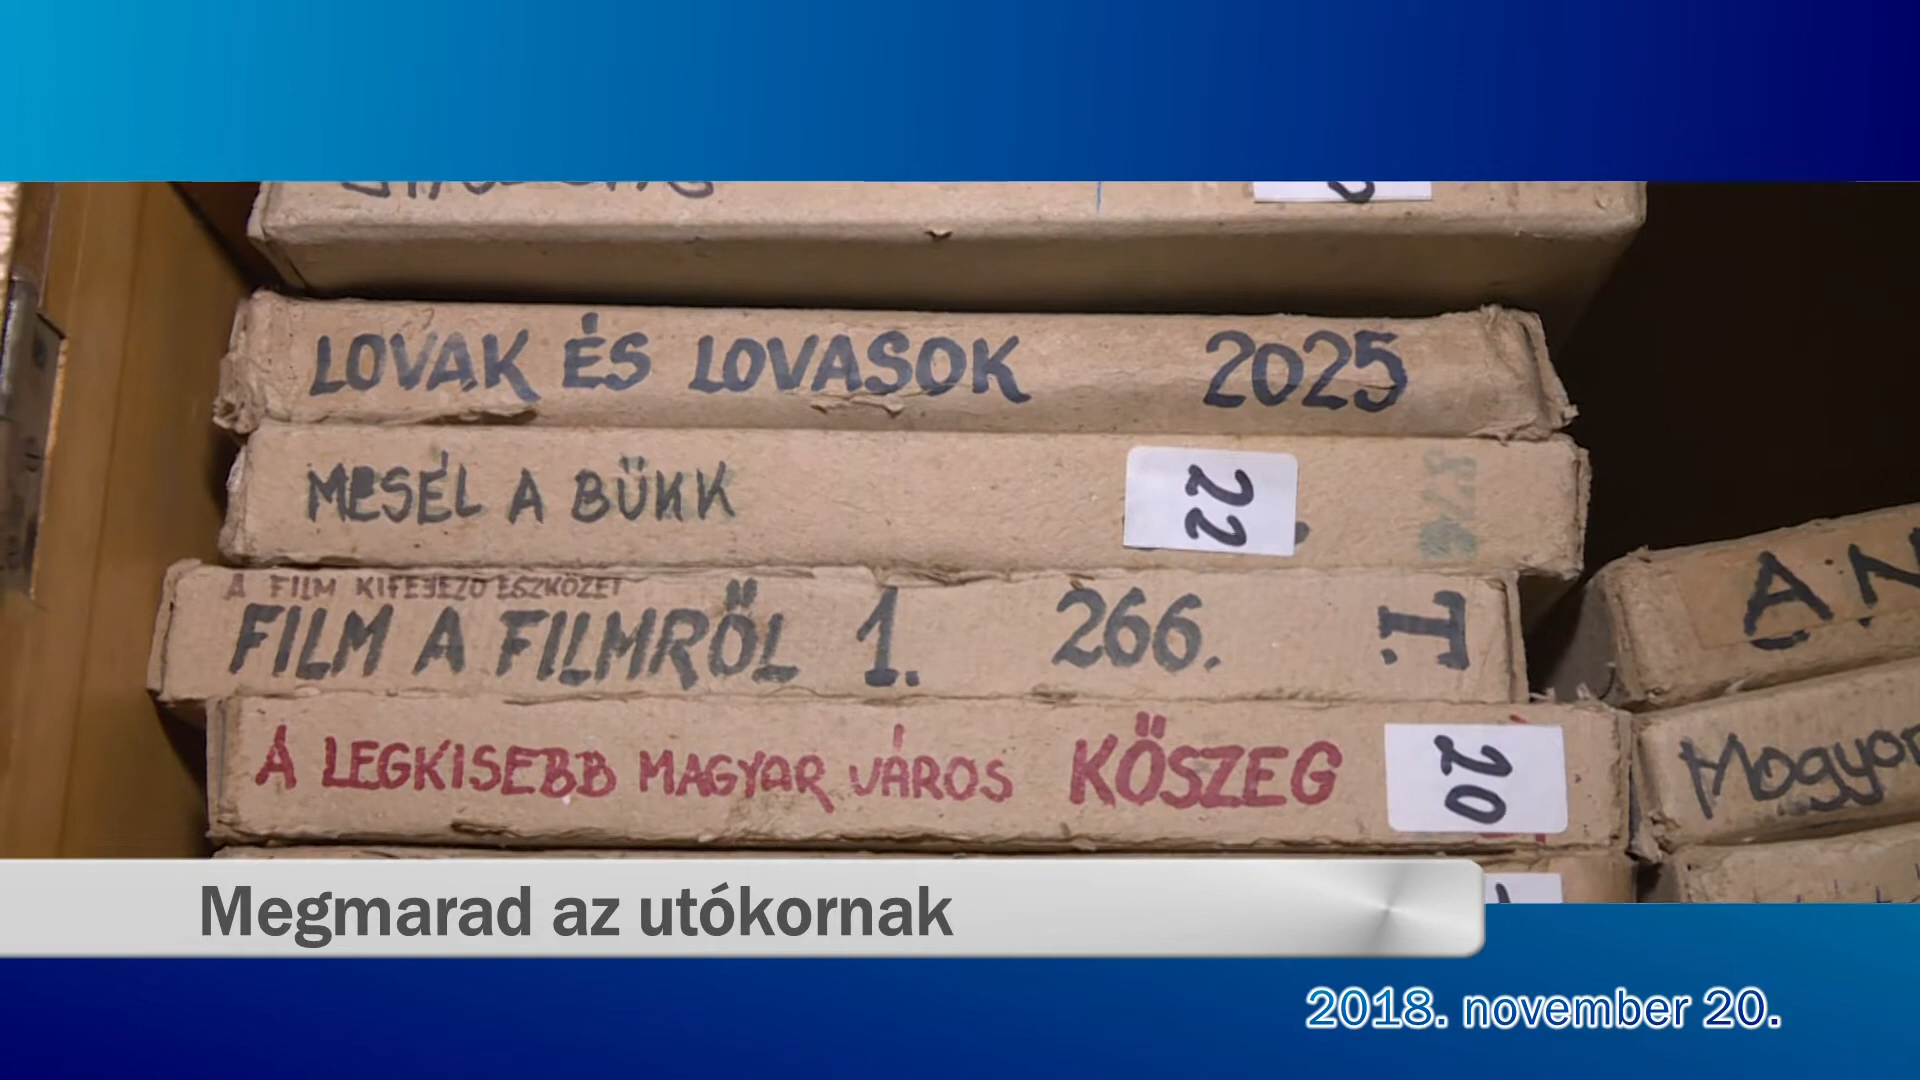 LOVAK ÉS LOVASOK 2025
MESÉL A BÜKK 22
A FILM KIFEJEZŐ ESZKÖZEI
FILM A FILMRŐL 1. 266. T.
A LEGKISEBB MAGYAR VÁROS KŐSZEG 20
Megmarad az utókornak
2018. november 20.